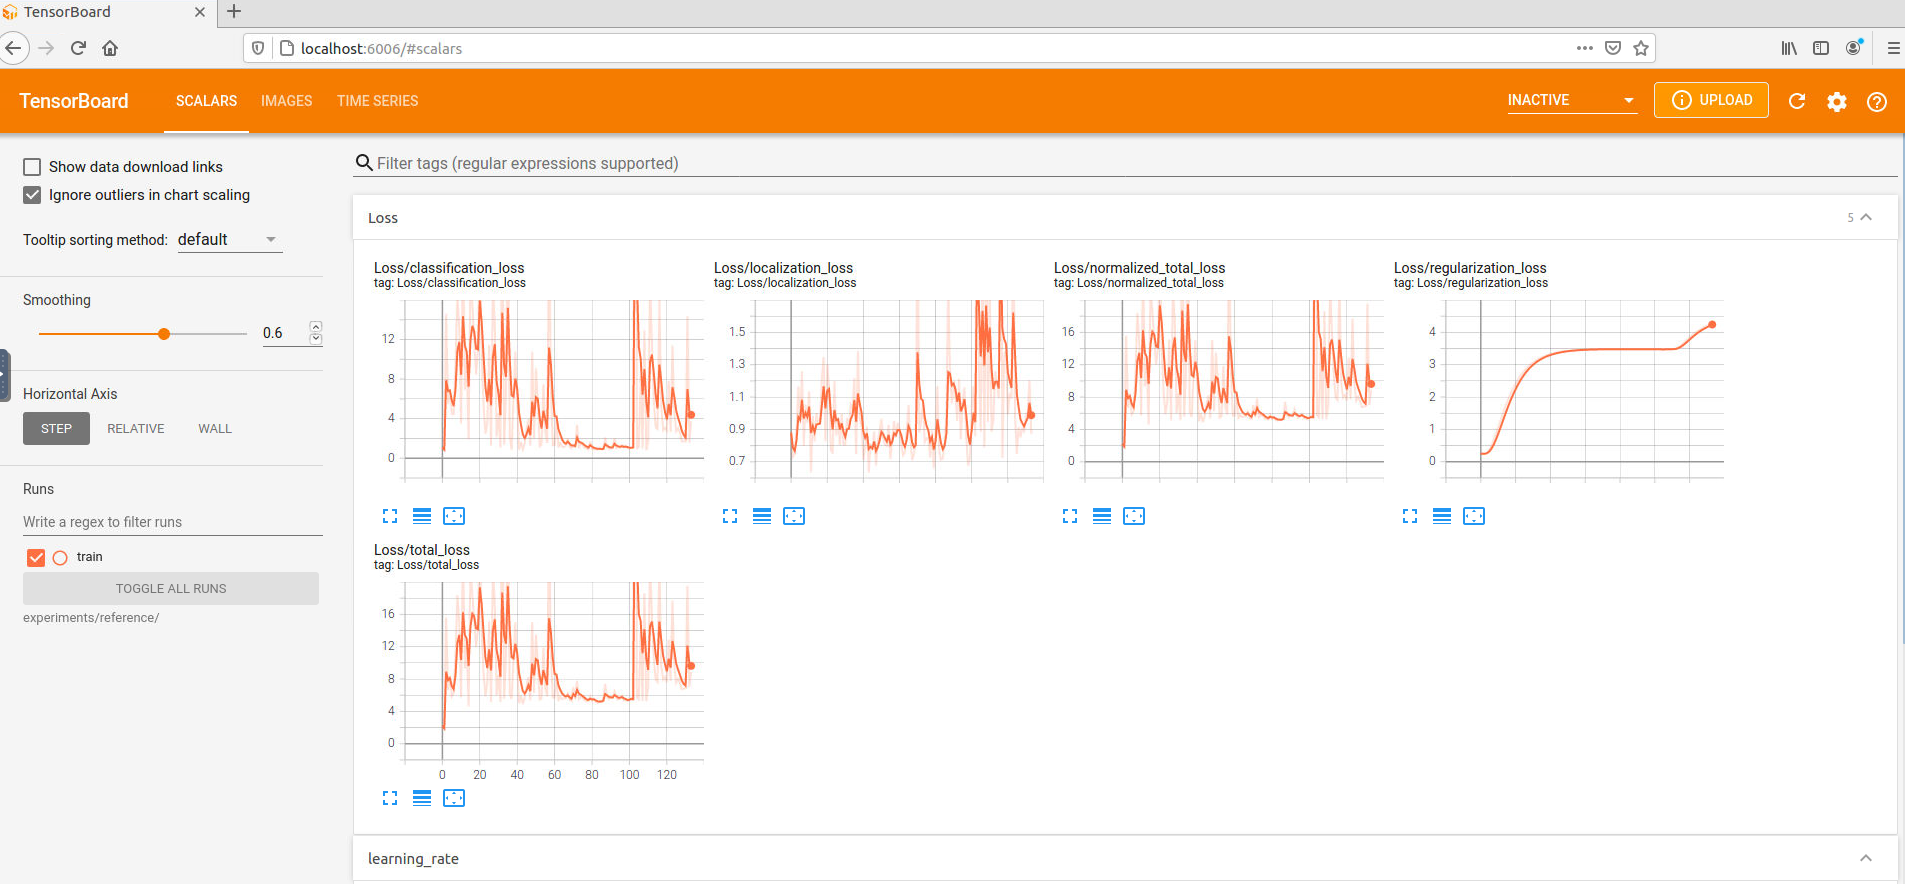 TensorBoard
localhost:6006/#scalars
TensorBoard
SCALARS
IMAGES
TIME SERIES
INACTIVE
UPLOAD
Show data download links
Ignore outliers in chart scaling
Tooltip sorting method: default
Smoothing
0.6
Horizontal Axis
STEP
RELATIVE
WALL
Runs
Write a regex to filter runs
train
TOGGLE ALL RUNS
experiments/reference/
Filter tags (regular expressions supported)
Loss
5
Loss/classification_loss
tag: Loss/classification_loss
12
8
4
0
Loss/localization_loss
tag: Loss/localization_loss
1.5
1.3
1.1
0.9
0.7
Loss/normalized_total_loss
tag: Loss/normalized_total_loss
16
12
8
4
0
Loss/regularization_loss
tag: Loss/regularization_loss
4
3
2
1
0
Loss/total_loss
tag: Loss/total_loss
16
12
8
4
0
0 20 40 60 80 100 120
learning_rate